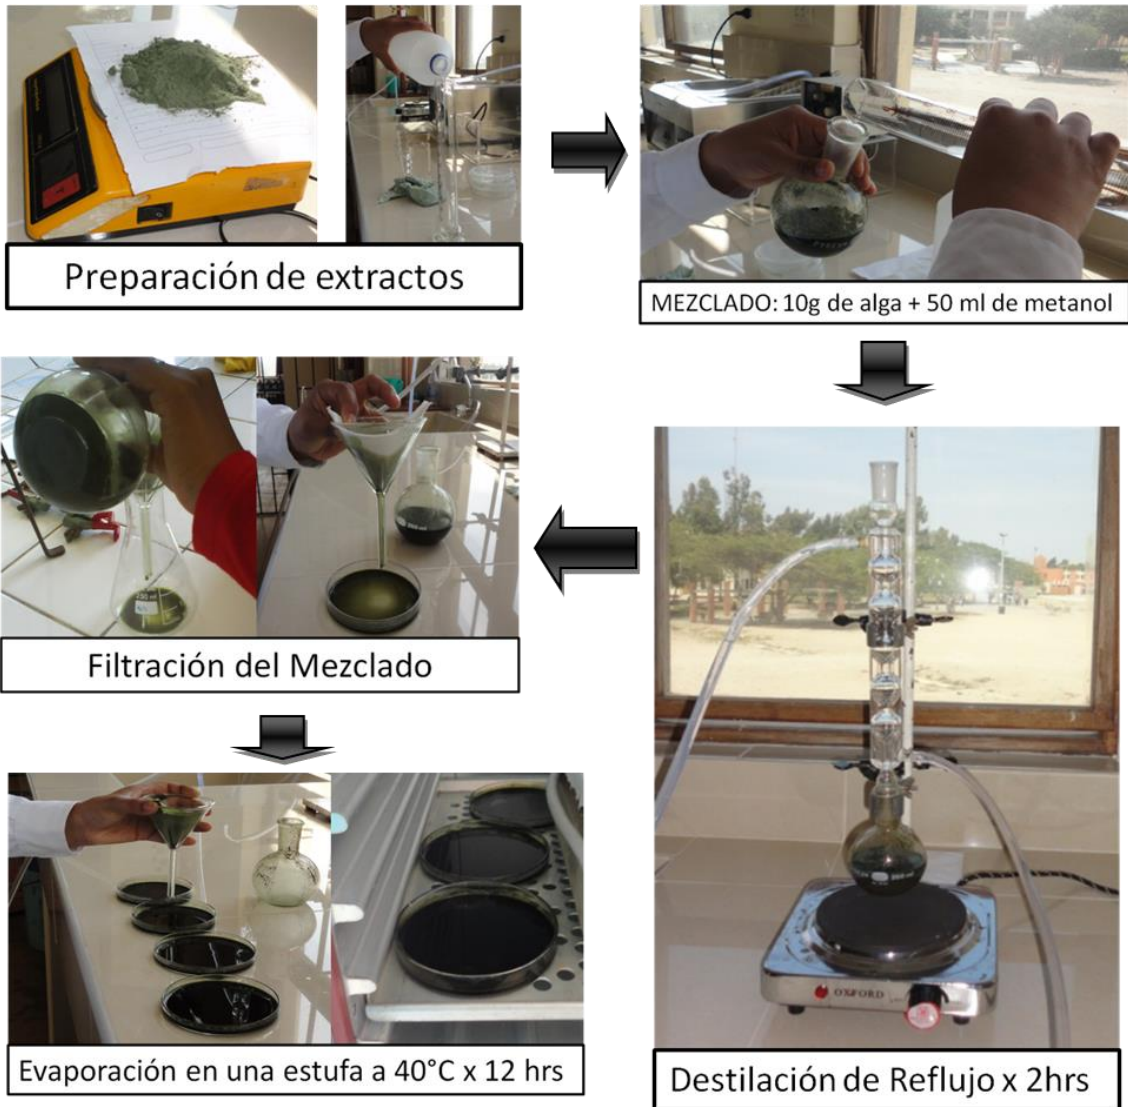 Preparación de extractos
MEZCLADO: 10g de alga + 50 ml de metanol
Filtración del Mezclado
Evaporación en una estufa a 40°C x 12 hrs
OXFORD
Destilación de Reflujo x 2hrs